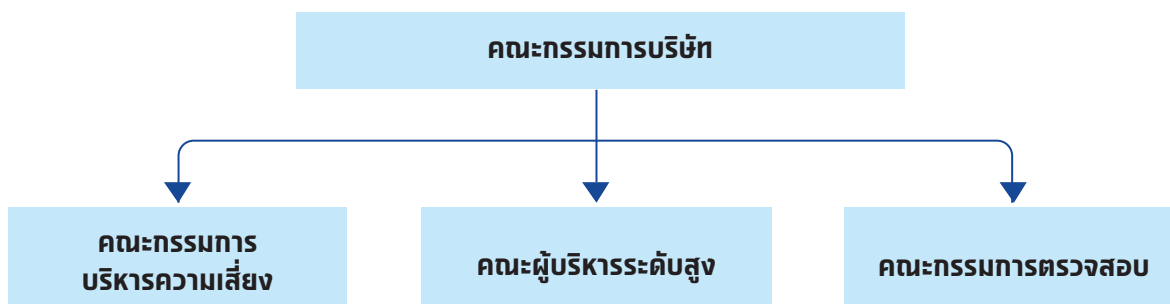 คณะกรรมการบริษัท
คณะกรรมการ
บริหารความเสี่ยง
คณะผู้บริหารระดับสูง
คณะกรรมการตรวจสอบ